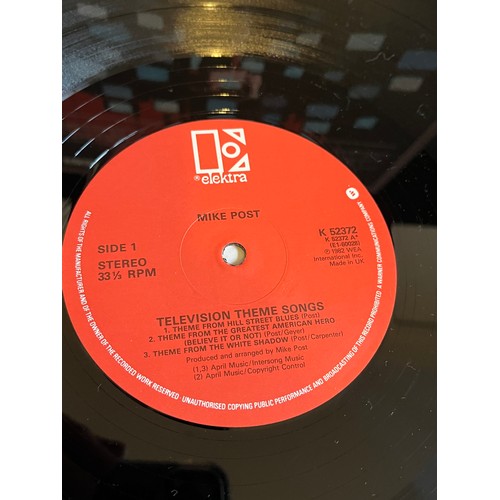 ® elektra
MIKE POST
SIDE 1
STEREO
33⅓ RPM
K 52372
K 52372 A*
(E1-60028)
℗ 1982 WEA
International Inc.
Made in UK
TELEVISION THEME SONGS
1. THEME FROM HILL STREET BLUES (Post)
2. THEME FROM THE GREATEST AMERICAN HERO
(BELIEVE IT OR NOT) (Post/Geyer)
3. THEME FROM THE WHITE SHADOW (Post/Carpenter)
Produced and arranged by Mike Post
(1,3) April Music/Intersong Music
(2) April Music/Copyright Control
ALL RIGHTS OF THE MANUFACTURER AND OF THE OWNER OF THE RECORDED WORK RESERVED UNAUTHORISED COPYING PUBLIC PERFORMANCE AND BROADCASTING OF THIS RECORD PROHIBITED A WARNER COMMUNICATIONS COMPANY